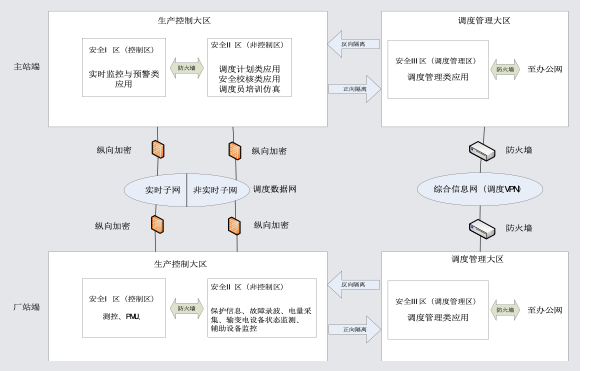 生产控制大区
调度管理大区
主站端
安全I 区（控制区）
实时监控与预警类
应用
防火墙
安全II 区（非控制区）
调度计划类应用
安全校核类应用
调度员培训仿真
反向隔离
正向隔离
安全III区（调度管理区）
调度管理类应用
防火墙
至办公网
纵向加密
纵向加密
防火墙
实时子网
非实时子网
调度数据网
综合信息网（调度VPN）
纵向加密
纵向加密
防火墙
厂站端
生产控制大区
调度管理大区
安全I 区（控制区）
测控、PMU、
防火墙
安全II 区（非控制区）
保护信息、故障录波、电量采
集、输变电设备状态监测、
辅助设备监控
反向隔离
正向隔离
安全III区（调度管理区）
调度管理类应用
防火墙
至办公网